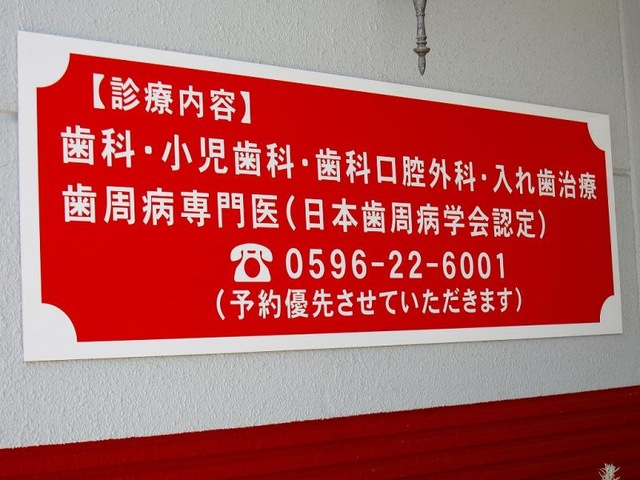 【診療内容】
歯科・小児歯科・歯科口腔外科・入れ歯治療
歯周病専門医(日本歯周病学会認定)
☎0596-22-6001
(予約優先させていただきます)